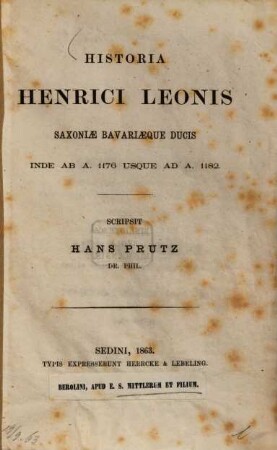 HISTORIA
HENRICI LEONIS
SAXONIÆ BAVARIÆQUE DUCIS
INDE AB A. 1176 USQUE AD A. 1182.
SCRIPSIT
HANS PRUTZ
DR. PHIL.
SEDINI, 1863.
TYPIS EXPRESSERUNT HEERCKE & LEBELING.
BEROLINI, APUD E. S. MITTLERUM ET FILIUM.